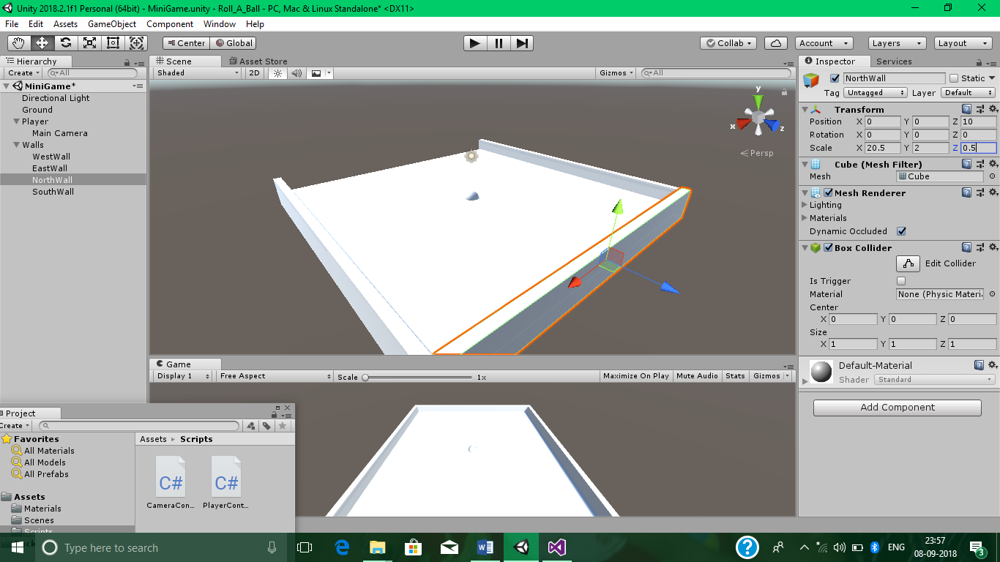 Unity 2018.2.1f1 Personal (64bit) - MiniGame.unity - Roll_A_Ball - PC, Mac & Linux Standalone* <DX11>
File Edit Assets GameObject Component Window Help
Center Global Collab Account Layers Layout
Hierarchy
Create All
MiniGame*
Directional Light
Ground
Player
Main Camera
Walls
WestWall
EastWall
NorthWall
SouthWall
Scene Asset Store
Shaded 2D Gizmos All
y
x z
Persp
Game
Display 1 Free Aspect Scale 1x Maximize On Play Mute Audio Stats Gizmos
Project
Create
Favorites
All Materials
All Models
All Prefabs
Assets
Materials
Scenes
Scripts
Assets Scripts
C# C#
CameraCon... PlayerCont...
Inspector Services
NorthWall Static
Tag Untagged Layer Default
Transform
Position X 0 Y 0 Z 10
Rotation X 0 Y 0 Z 0
Scale X 20.5 Y 2 Z 0.5
Cube (Mesh Filter)
Mesh Cube
Mesh Renderer
Lighting
Materials
Dynamic Occluded
Box Collider
Edit Collider
Is Trigger
Material None (Physic Materi
Center
X 0 Y 0 Z 0
Size
X 1 Y 1 Z 1
Default-Material
Shader Standard
Add Component
Type here to search
ENG 23:57
08-09-2018
3